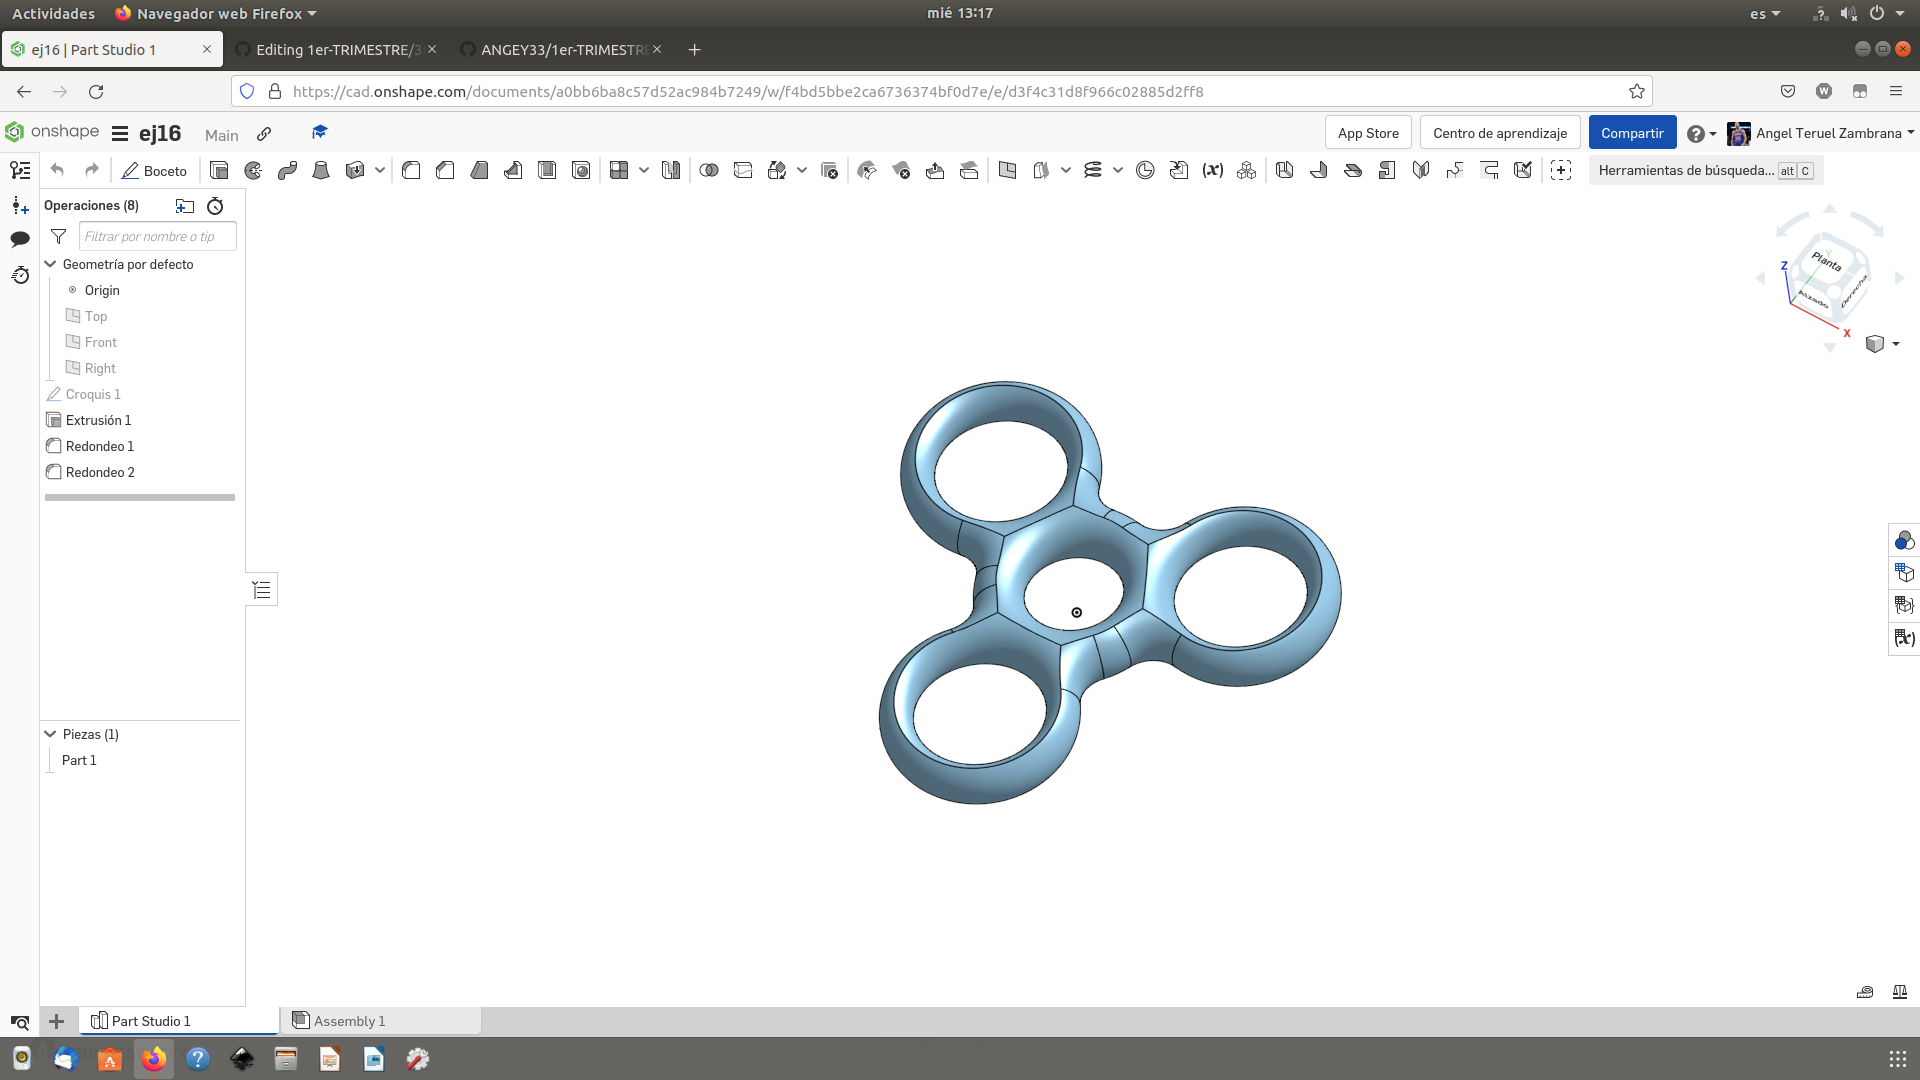 Actividades
Navegador web Firefox
mié 13:17
es
ej16 | Part Studio 1
Editing 1er-TRIMESTRE/3
ANGEY33/1er-TRIMESTRE
https://cad.onshape.com/documents/a0bb6ba8c57d52ac984b7249/w/f4bd5bbe2ca6736374bf0d7e/e/d3f4c31d8f966c02885d2ff8
onshape
ej16
Main
App Store
Centro de aprendizaje
Compartir
Angel Teruel Zambrana
Boceto
(x)
Herramientas de búsqueda... alt C
Operaciones (8)
Filtrar por nombre o tip
Geometría por defecto
Origin
Top
Front
Right
Croquis 1
Extrusión 1
Redondeo 1
Redondeo 2
Z
Y
Planta
Alzado
Derecha
X
(x)
Piezas (1)
Part 1
Part Studio 1
Assembly 1